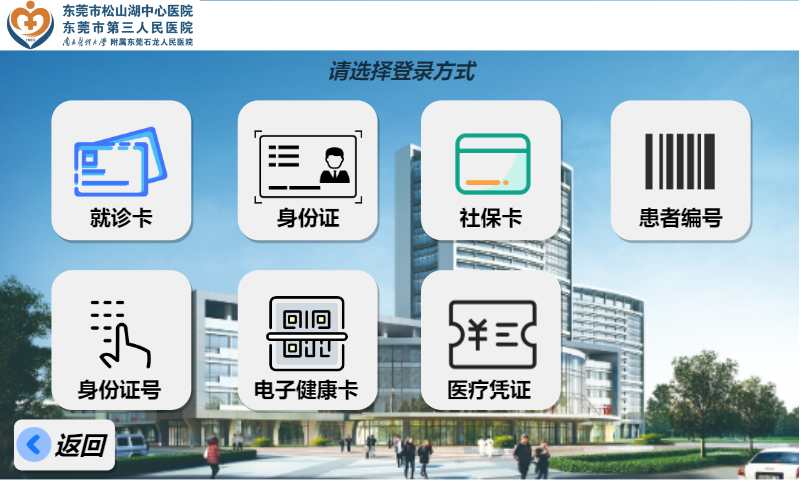 东莞市松山湖中心医院
东莞市第三人民医院
南方医科大学 附属东莞石龙人民医院
请选择登录方式
就诊卡
身份证
社保卡
患者编号
身份证号
电子健康卡
医疗凭证
返回